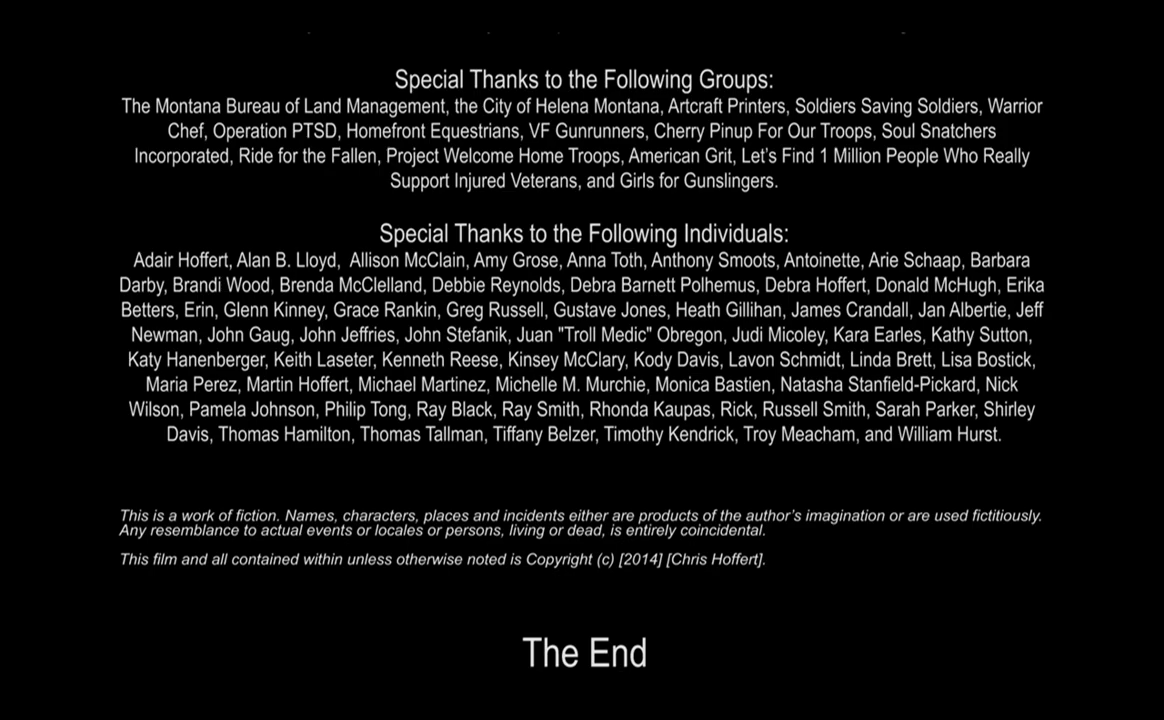 Special Thanks to the Following Groups:
The Montana Bureau of Land Management, the City of Helena Montana, Artcraft Printers, Soldiers Saving Soldiers, Warrior
Chef, Operation PTSD, Homefront Equestrians, VF Gunrunners, Cherry Pinup For Our Troops, Soul Snatchers
Incorporated, Ride for the Fallen, Project Welcome Home Troops, American Grit, Let's Find 1 Million People Who Really
Support Injured Veterans, and Girls for Gunslingers.
Special Thanks to the Following Individuals:
Adair Hoffert, Alan B. Lloyd,  Allison McClain, Amy Grose, Anna Toth, Anthony Smoots, Antoinette, Arie Schaap, Barbara
Darby, Brandi Wood, Brenda McClelland, Debbie Reynolds, Debra Barnett Polhemus, Debra Hoffert, Donald McHugh, Erika
Betters, Erin, Glenn Kinney, Grace Rankin, Greg Russell, Gustave Jones, Heath Gillihan, James Crandall, Jan Albertie, Jeff
Newman, John Gaug, John Jeffries, John Stefanik, Juan "Troll Medic" Obregon, Judi Micoley, Kara Earles, Kathy Sutton,
Katy Hanenberger, Keith Laseter, Kenneth Reese, Kinsey McClary, Kody Davis, Lavon Schmidt, Linda Brett, Lisa Bostick,
Maria Perez, Martin Hoffert, Michael Martinez, Michelle M. Murchie, Monica Bastien, Natasha Stanfield-Pickard, Nick
Wilson, Pamela Johnson, Philip Tong, Ray Black, Ray Smith, Rhonda Kaupas, Rick, Russell Smith, Sarah Parker, Shirley
Davis, Thomas Hamilton, Thomas Tallman, Tiffany Belzer, Timothy Kendrick, Troy Meacham, and William Hurst.
This is a work of fiction. Names, characters, places and incidents either are products of the author's imagination or are used fictitiously.
Any resemblance to actual events or locales or persons, living or dead, is entirely coincidental.
This film and all contained within unless otherwise noted is Copyright (c) [2014] [Chris Hoffert].
The End